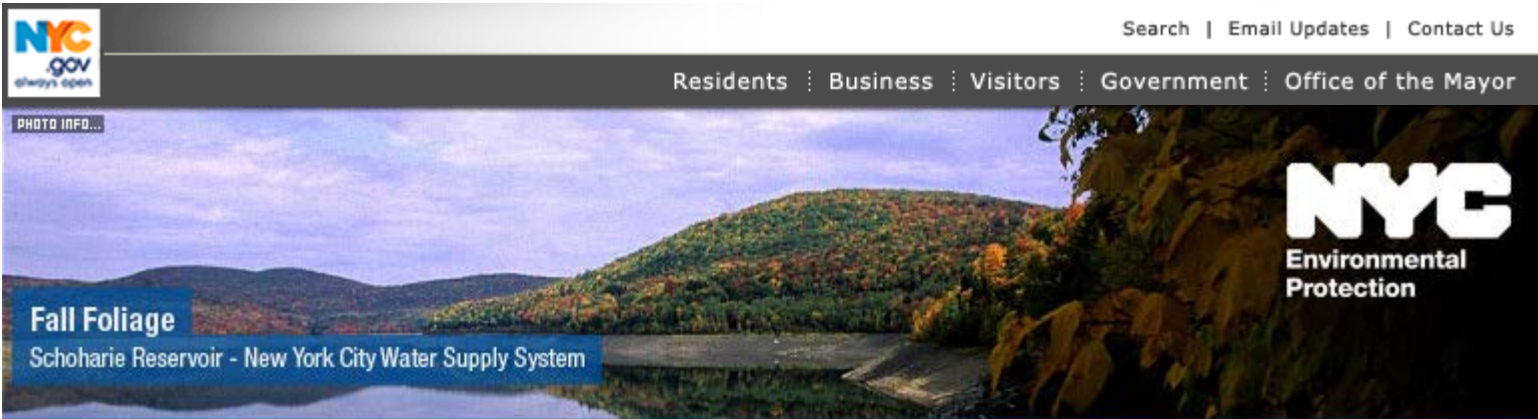 NYC
.gov
always open
Search | Email Updates | Contact Us
Residents Business Visitors Government Office of the Mayor
PHOTO INFO...
NYC
Environmental
Protection
Fall Foliage
Schoharie Reservoir - New York City Water Supply System